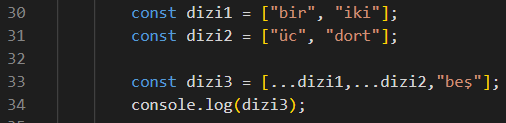 30 const dizi1 = ["bir", "iki"];
31 const dizi2 = ["üc", "dort"];
32
33 const dizi3 = [...dizi1,...dizi2,"beş"];
34 console.log(dizi3);